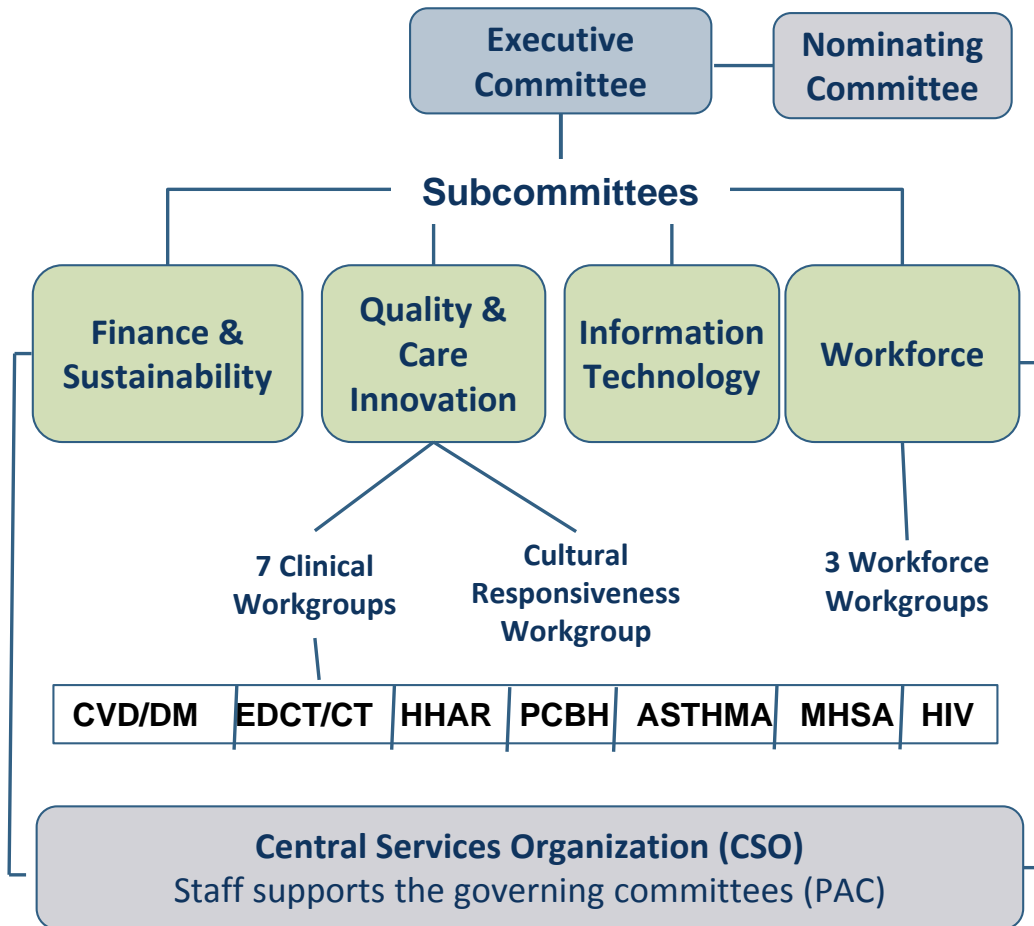 Executive
Committee
Nominating
Committee
Subcommittees
Finance &
Sustainability
Quality &
Care
Innovation
Information
Technology
Workforce
7 Clinical
Workgroups
Cultural
Responsiveness
Workgroup
3 Workforce
Workgroups
CVD/DM EDCT/CT HHAR PCBH ASTHMA MHSA HIV
Central Services Organization (CSO)
Staff supports the governing committees (PAC)